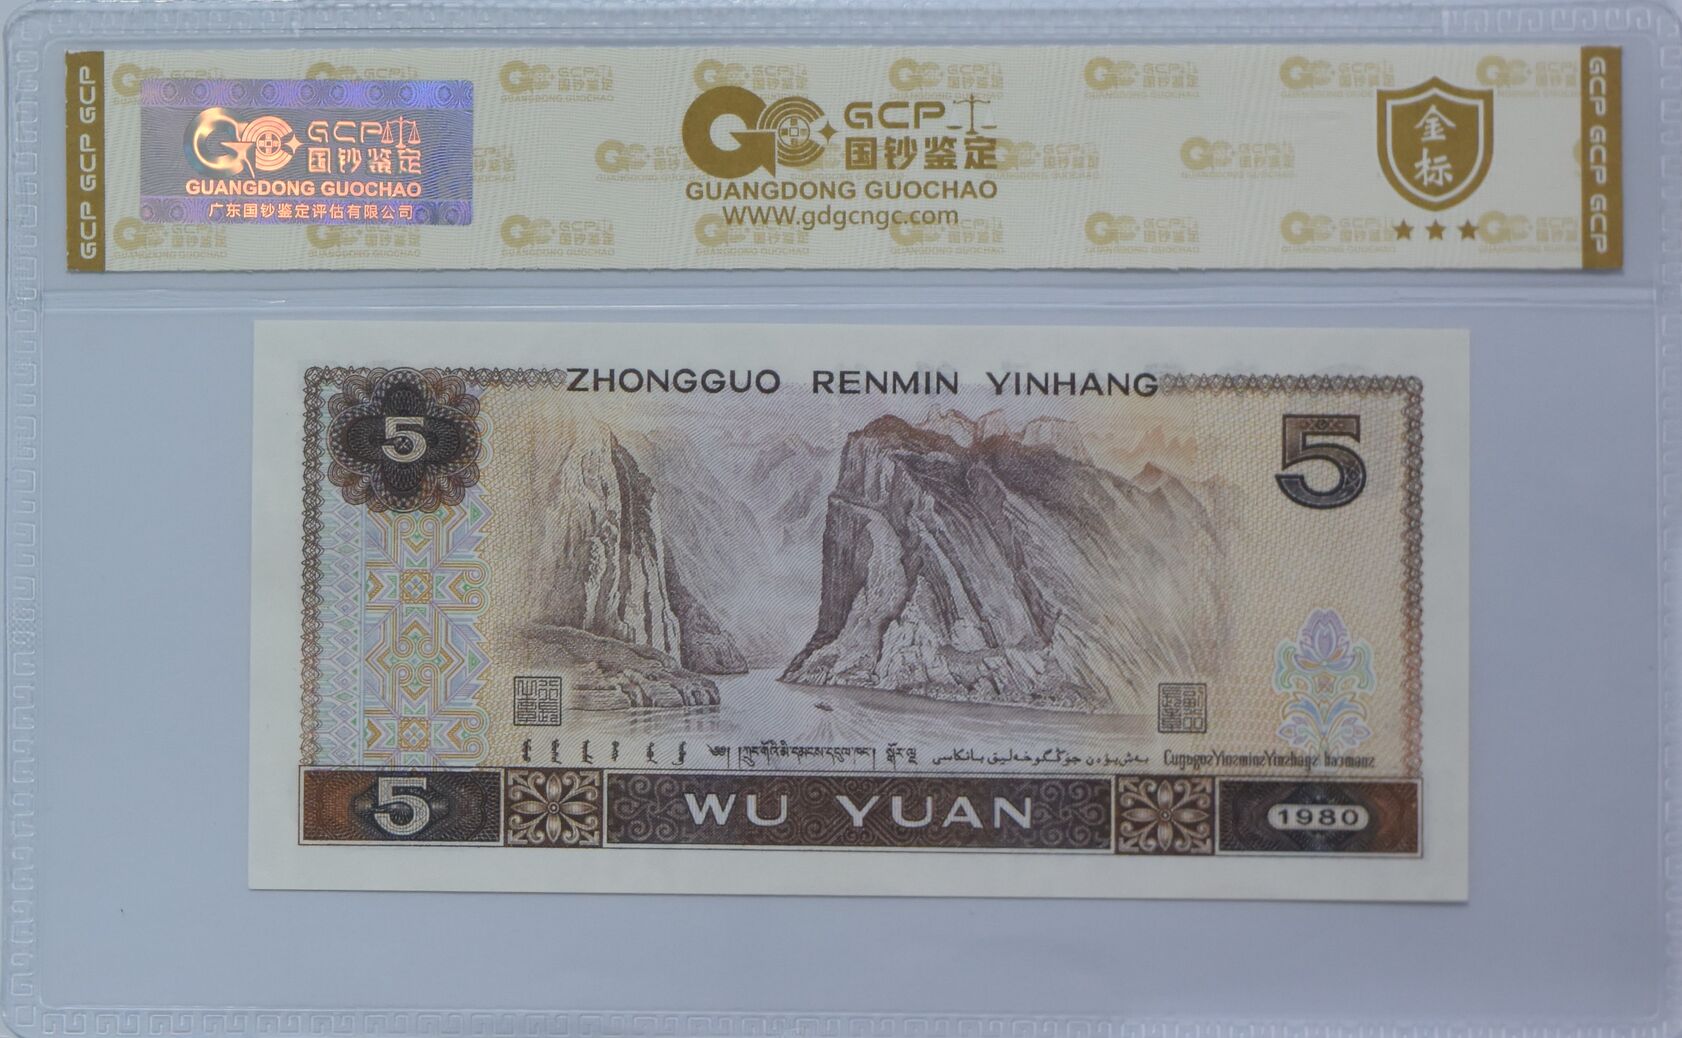 GCP GCP GCP
GCP
国钞鉴定
GUANGDONG GUOCHAO
广东国钞鉴定评估有限公司
GCP
国钞鉴定
GUANGDONG GUOCHAO
WWW.gdgcngc.com
金标
GCP GCP GCP
ZHONGGUO RENMIN YINHANG
5
5
5
WU YUAN
1980